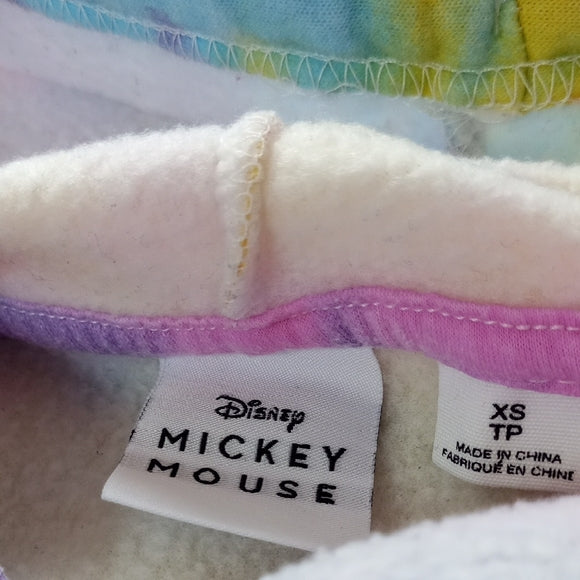 Disney
MICKEY
MOUSE
XS
TP
MADE IN CHINA
FABRIQUÉ EN CHINE